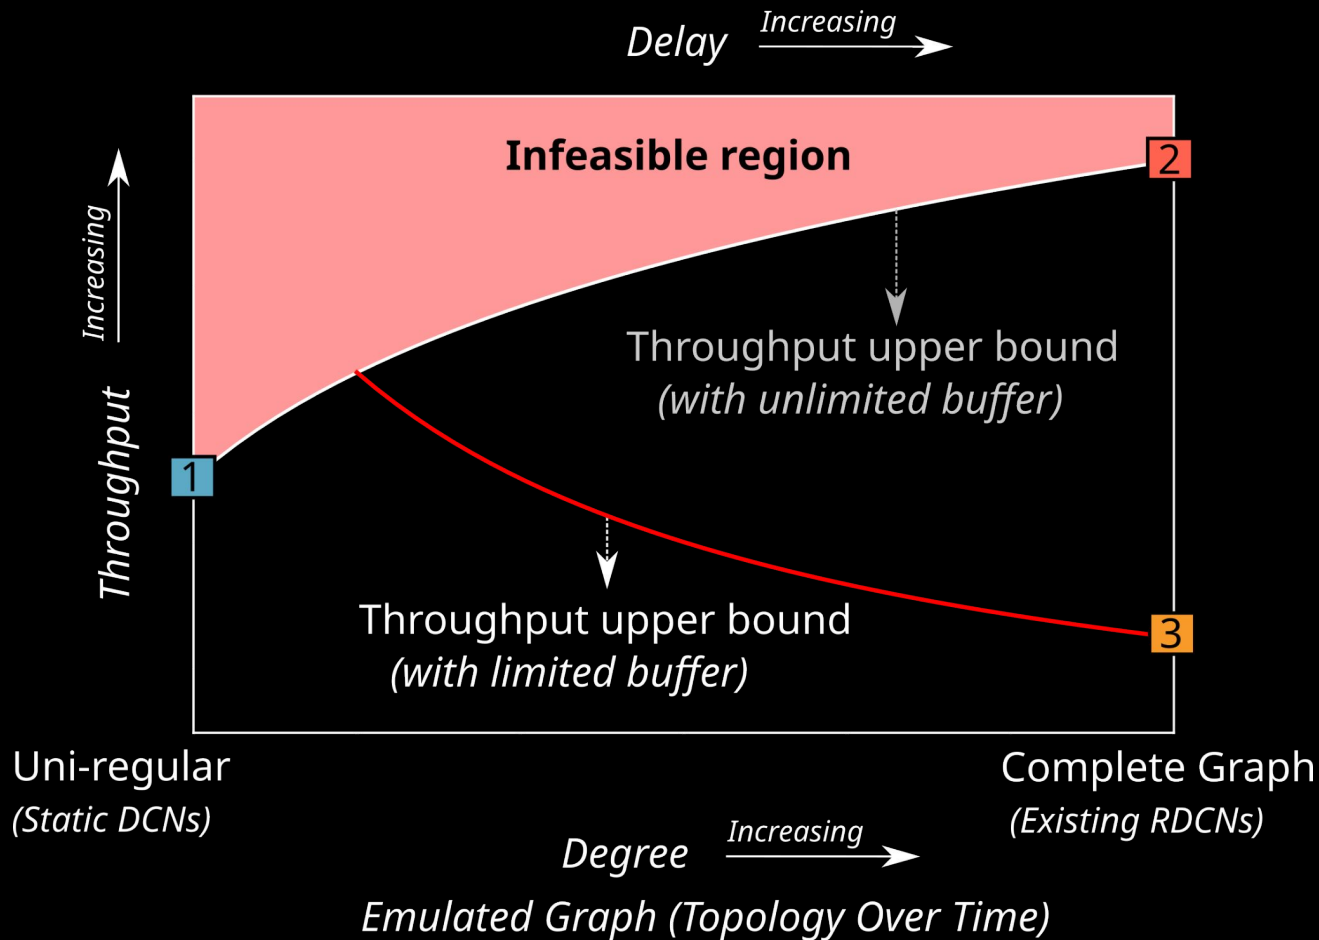 Delay
Increasing
Infeasible region
2
Increasing
Throughput
Throughput upper bound
(with unlimited buffer)
1
Throughput upper bound
(with limited buffer)
3
Uni-regular
(Static DCNs)
Complete Graph
(Existing RDCNs)
Degree
Increasing
Emulated Graph (Topology Over Time)